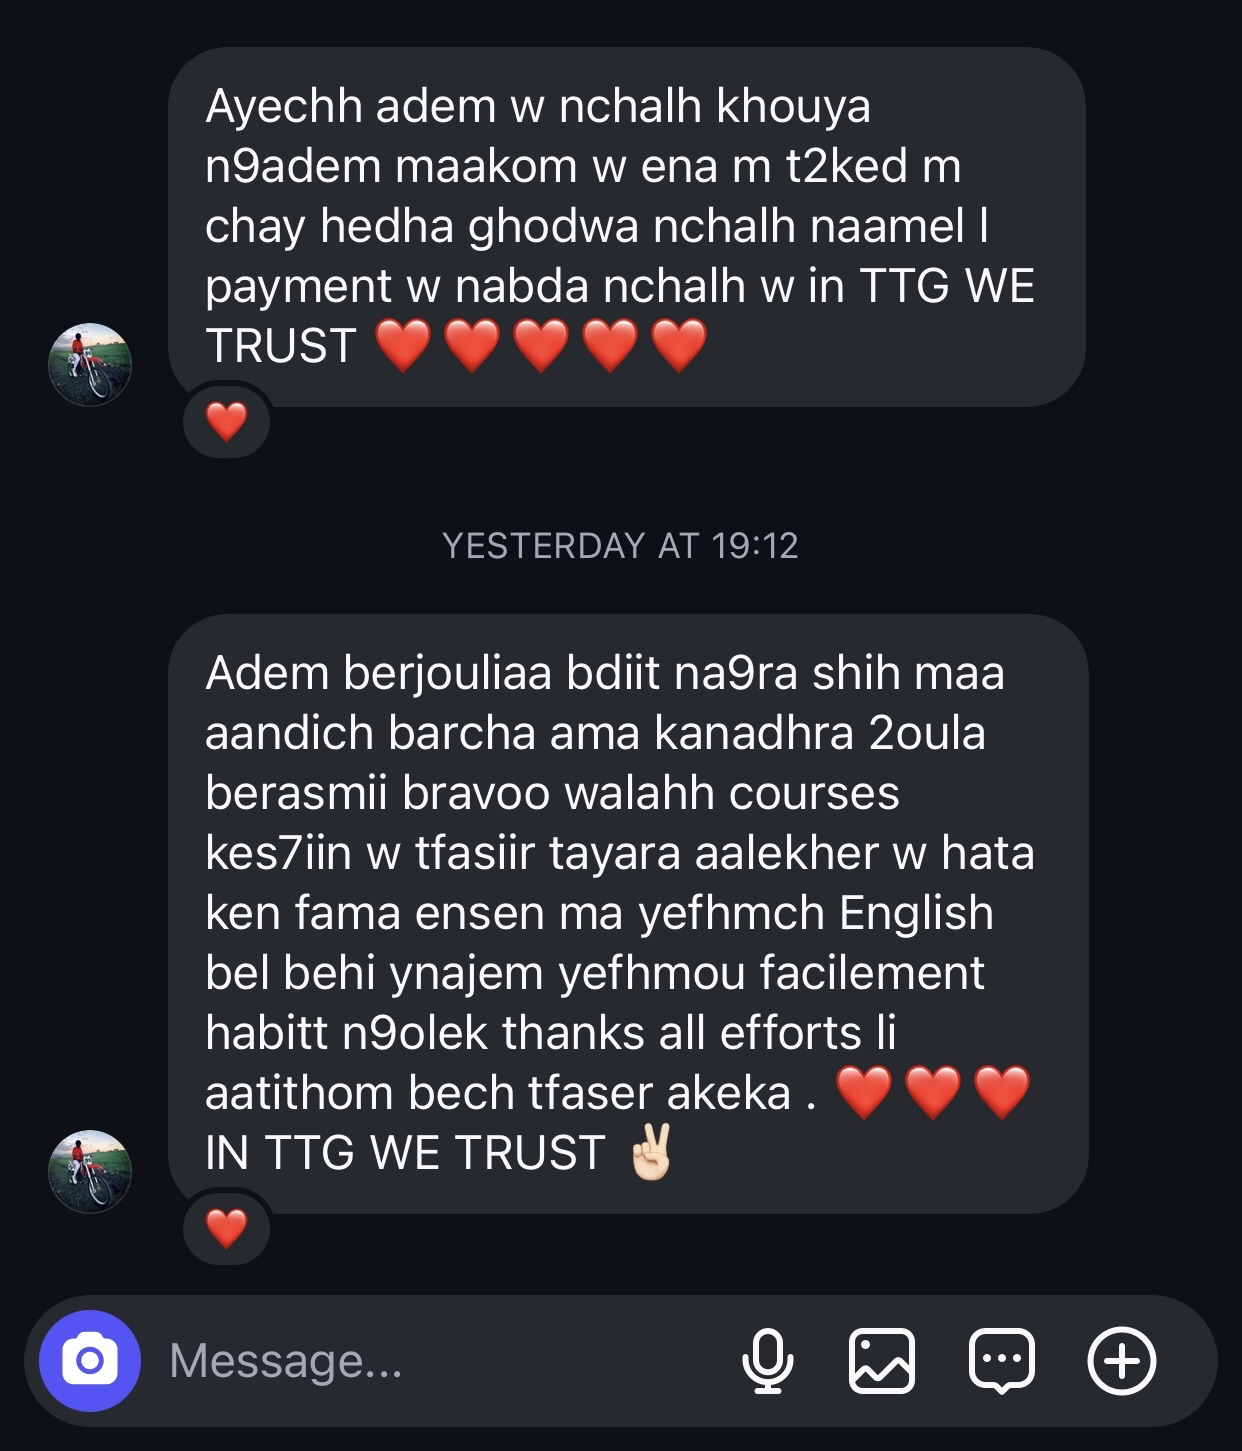 Ayechh adem w nchalh khouya
n9adem maakom w ena m t2ked m
chay hedha ghodwa nchalh naamel l
payment w nabda nchalh w in TTG WE
TRUST ❤️❤️❤️❤️❤️
❤️
YESTERDAY AT 19:12
Adem berjouliaa bdiit na9ra shih maa
aandich barcha ama kanadhra 2oula
berasmii bravoo walahh courses
kes7iin w tfasiir tayara aalekher w hata
ken fama ensen ma yefhmch English
bel behi ynajem yefhmou facilement
habitt n9olek thanks all efforts li
aatithom bech tfaser akeka . ❤️❤️❤️
IN TTG WE TRUST ✌🏻
❤️
Message...